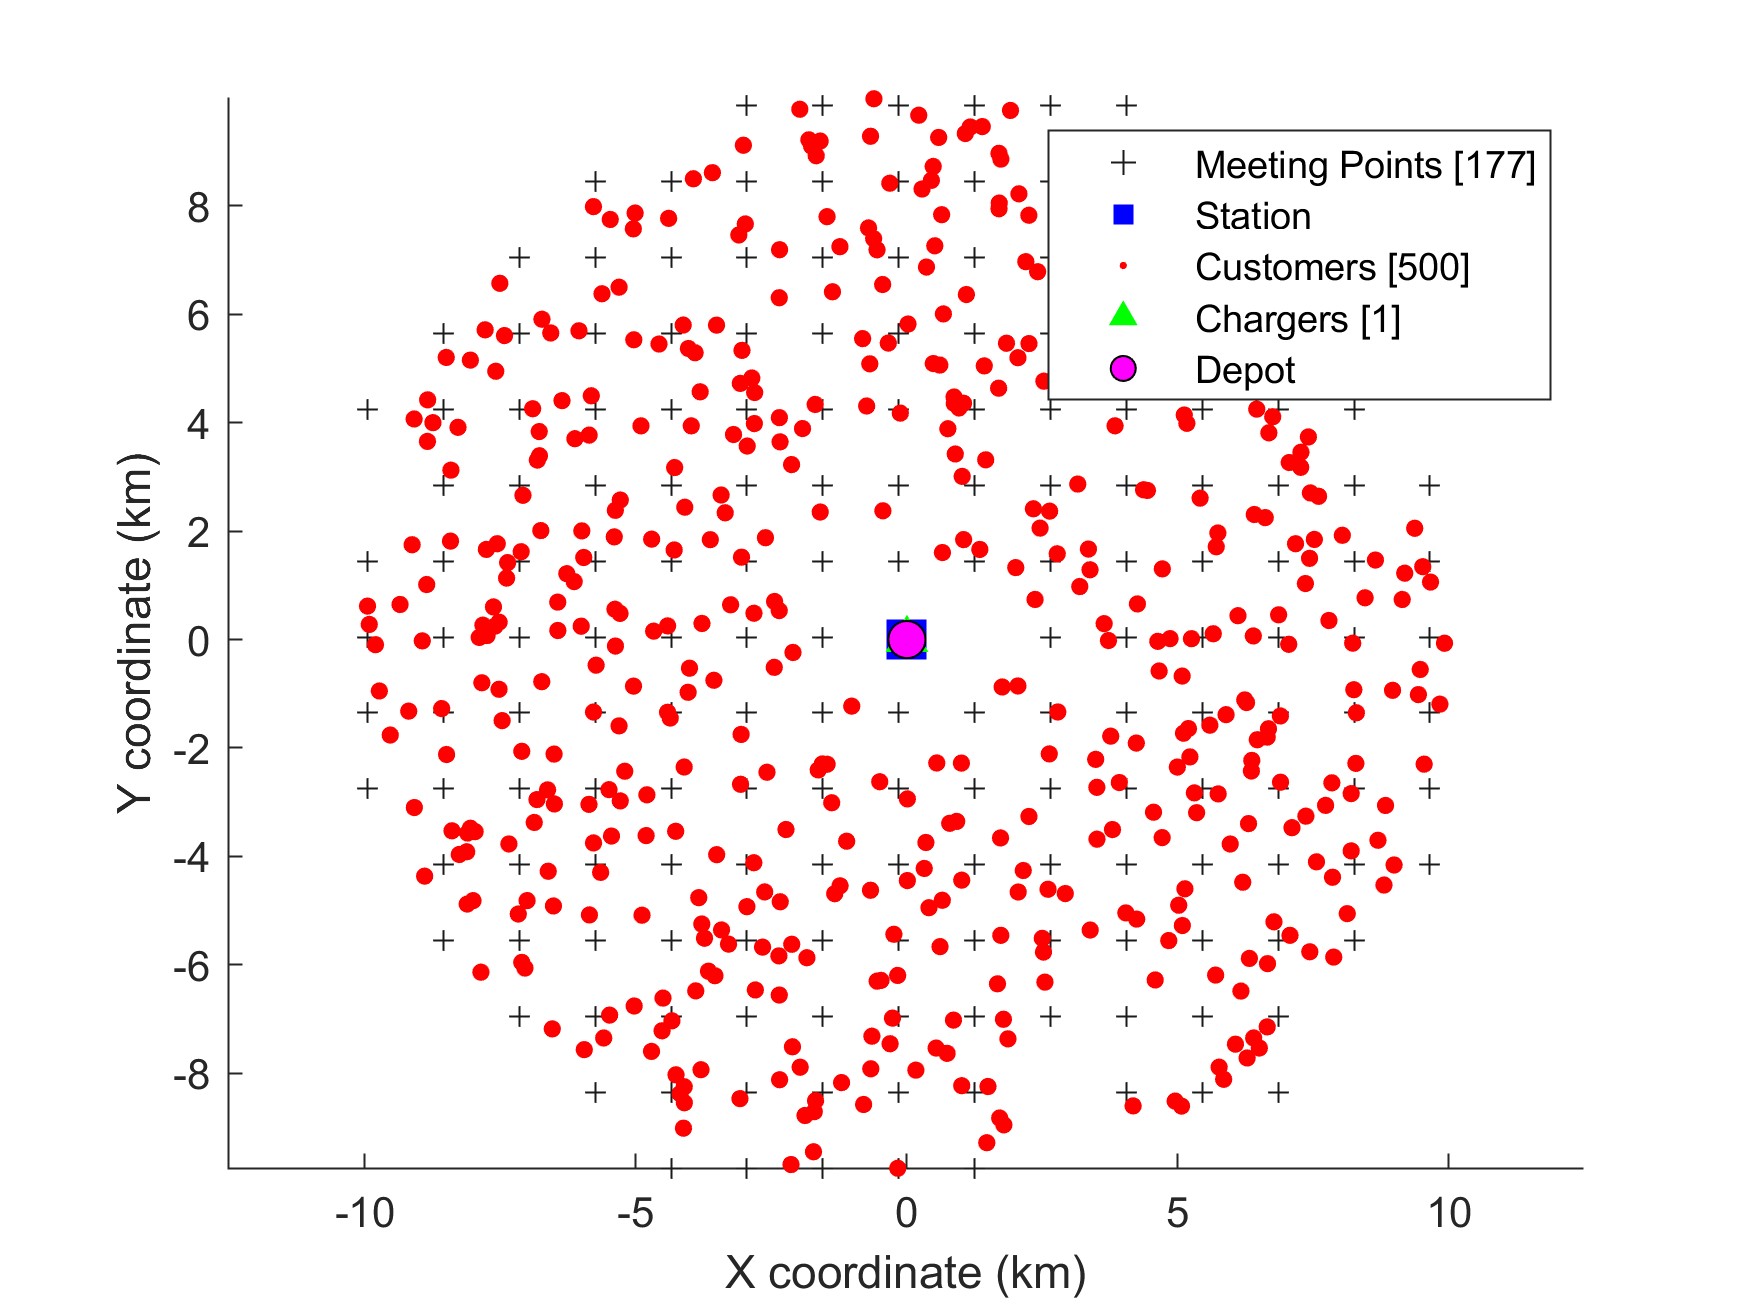 8
6
4
2
0
-2
-4
-6
-8
Y coordinate (km)
Meeting Points [177]
Station
Customers [500]
Chargers [1]
Depot
-10 -5 0 5 10
X coordinate (km)